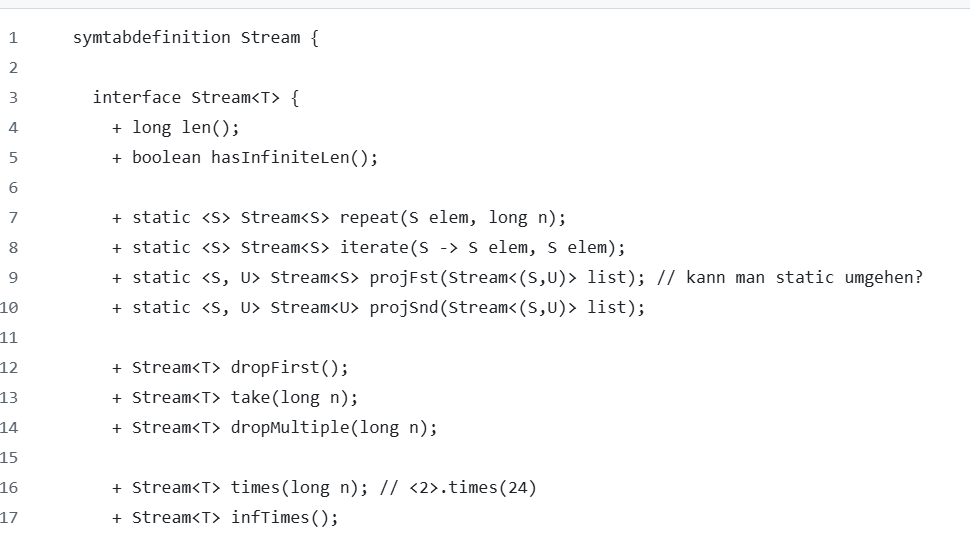 1 symtabdefinition Stream {
2
3 interface Stream<T> {
4 + long len();
5 + boolean hasInfiniteLen();
6
7 + static <S> Stream<S> repeat(S elem, long n);
8 + static <S> Stream<S> iterate(S -> S elem, S elem);
9 + static <S, U> Stream<S> projFst(Stream<(S,U)> list); // kann man static umgehen?
10 + static <S, U> Stream<U> projSnd(Stream<(S,U)> list);
11
12 + Stream<T> dropFirst();
13 + Stream<T> take(long n);
14 + Stream<T> dropMultiple(long n);
15
16 + Stream<T> times(long n); // <2>.times(24)
17 + Stream<T> infTimes();